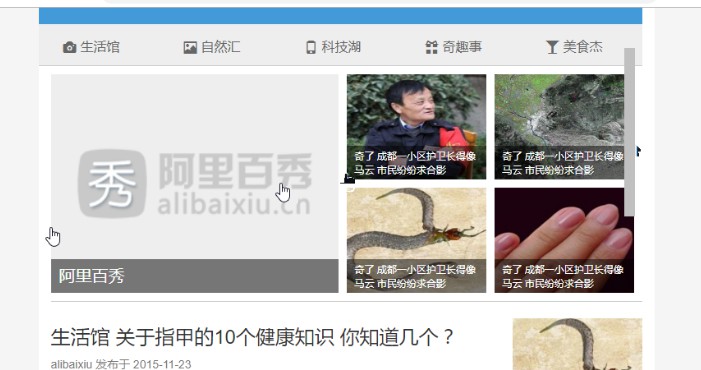 生活馆 自然汇 科技湖 奇趣事 美食杰
秀 阿里百秀
alibaixiu.cn
阿里百秀
奇了 成都一小区护卫长得像
马云 市民纷纷求合影
奇了 成都一小区护卫长得像
马云 市民纷纷求合影
奇了 成都一小区护卫长得像
马云 市民纷纷求合影
奇了 成都一小区护卫长得像
马云 市民纷纷求合影
生活馆 关于指甲的10个健康知识 你知道几个？
alibaixiu 发布于 2015-11-23